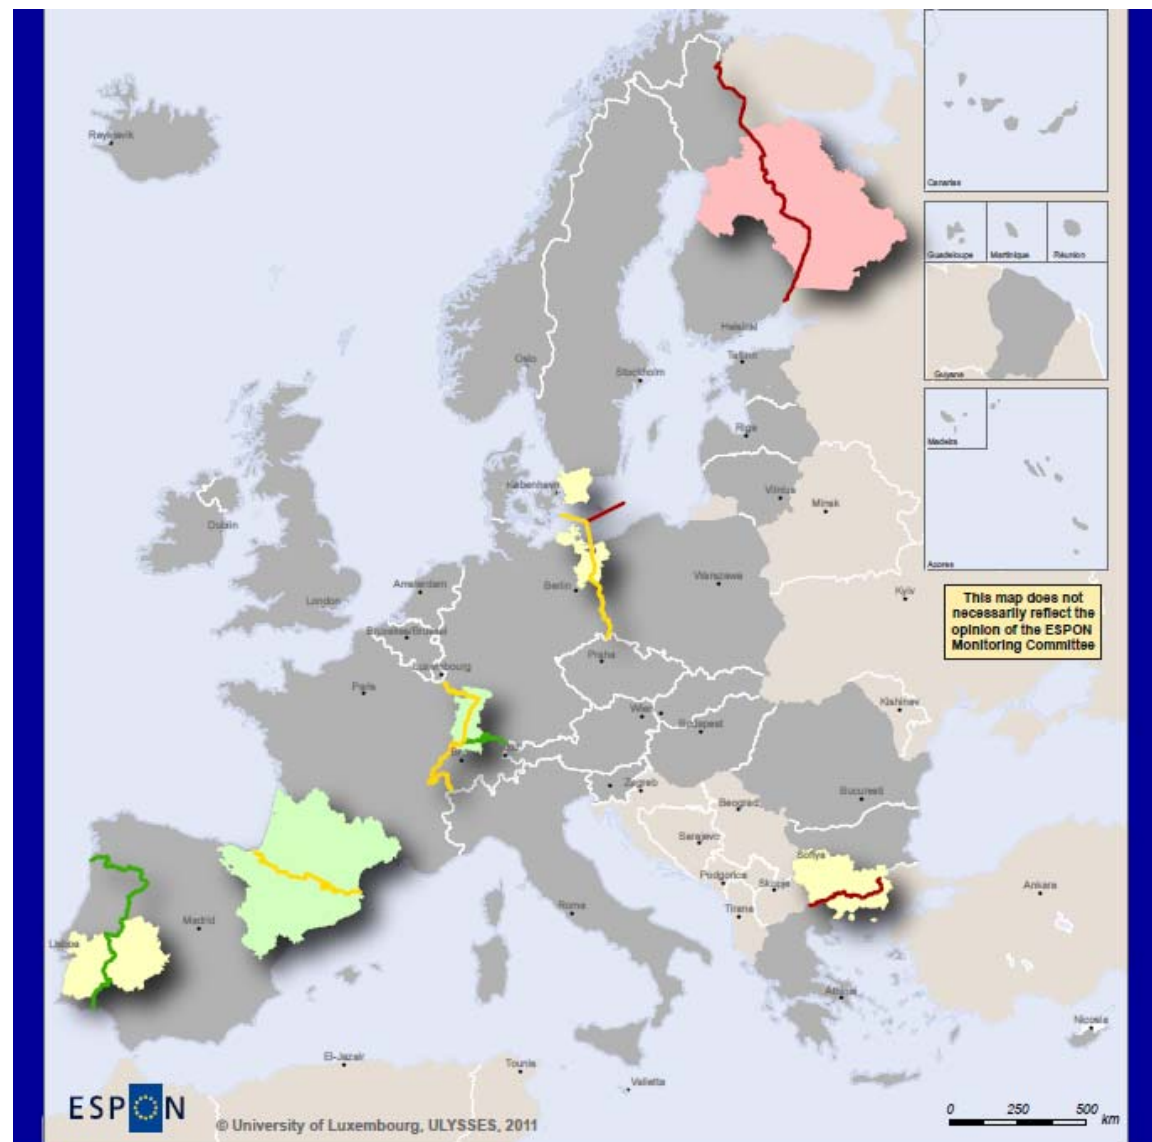 Reykjavik
Canarias
Guadeloupe
Martinique
Réunion
Helsinki
Tallinn
Oslo
Stockholm
Guyane
Riga
Madeira
København
Vilnius
Minsk
Dublin
Açores
Amsterdam
Berlin
Warszawa
Kyiv
London
This map does not
necessarily reflect the
opinion of the ESPON
Monitoring Committee
Bruxelles/Brussel
Praha
Luxembourg
Paris
Kishinev
Wien
Budapest
Zagreb
Bucuresti
Beograd
Sarajevo
Sofiya
Podgorica
Skopje
Ankara
Madrid
Roma
Tirana
Lisboa
Athinai
Nicosia
El-Jazair
Tounis
Valletta
ESPON
© University of Luxembourg, ULYSSES, 2011
0 250 500 km